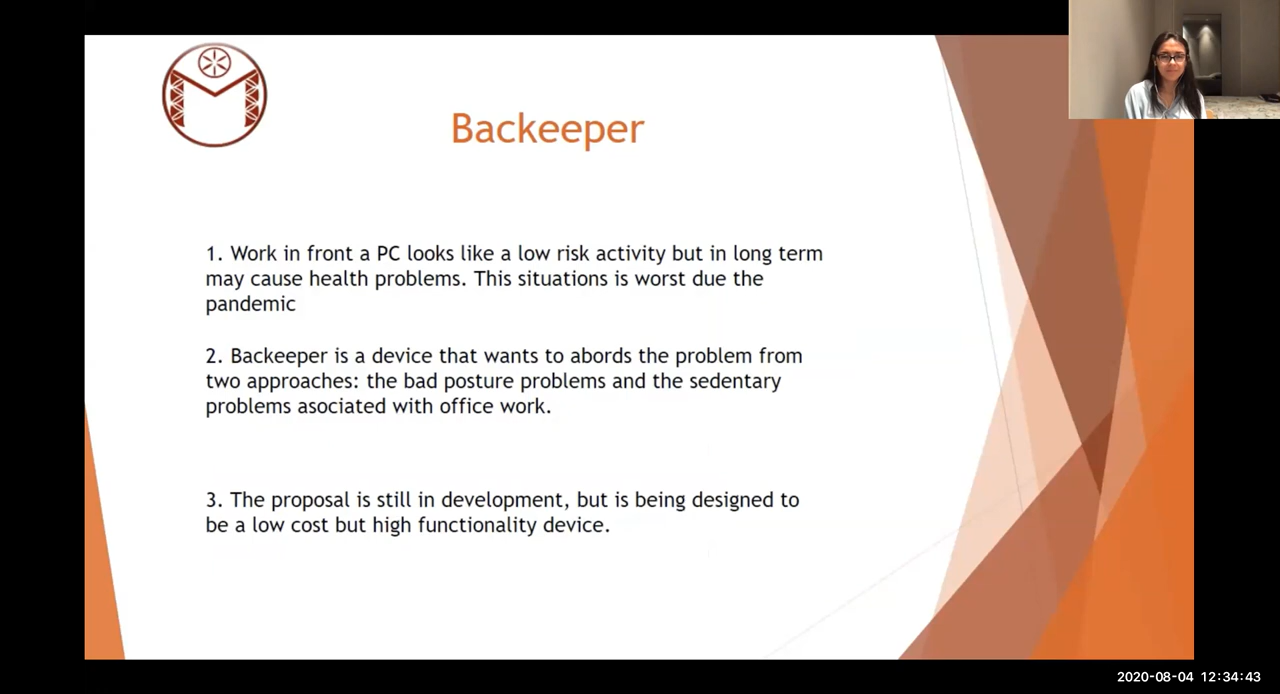 Backeeper
1. Work in front a PC looks like a low risk activity but in long term
may cause health problems. This situations is worst due the
pandemic
2. Backeeper is a device that wants to abords the problem from
two approaches: the bad posture problems and the sedentary
problems asociated with office work.
3. The proposal is still in development, but is being designed to
be a low cost but high functionality device.
2020-08-04 12:34:43